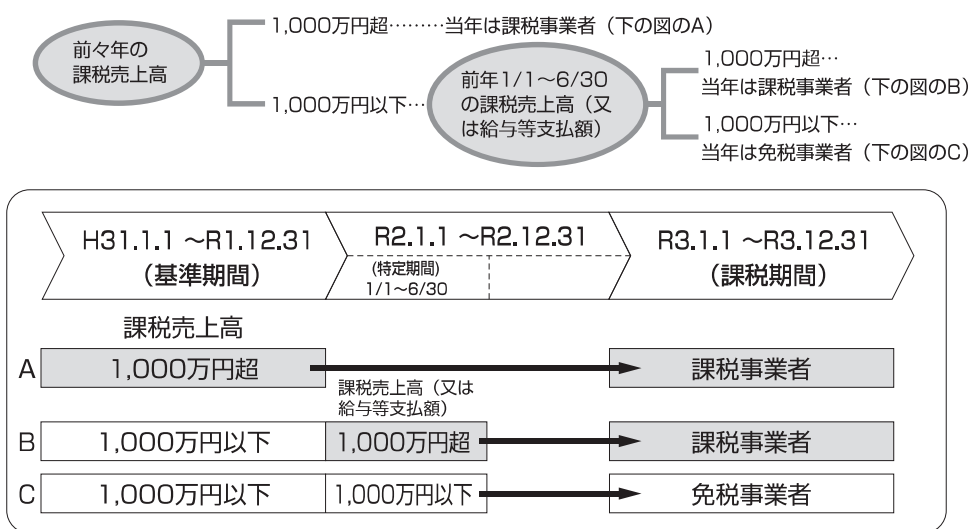 前々年の
課税売上高
1,000万円超………当年は課税事業者（下の図のA）
1,000万円以下…
前年1/1～6/30
の課税売上高（又
は給与等支払額）
1,000万円超…
当年は課税事業者（下の図のB）
1,000万円以下…
当年は免税事業者（下の図のC）
H31.1.1 ～R1.12.31
（基準期間）
R2.1.1 ～R2.12.31
(特定期間)
1/1～6/30
R3.1.1 ～R3.12.31
（課税期間）
課税売上高
A 1,000万円超 課税事業者
課税売上高（又は
給与等支払額）
B 1,000万円以下 1,000万円超 課税事業者
C 1,000万円以下 1,000万円以下 免税事業者